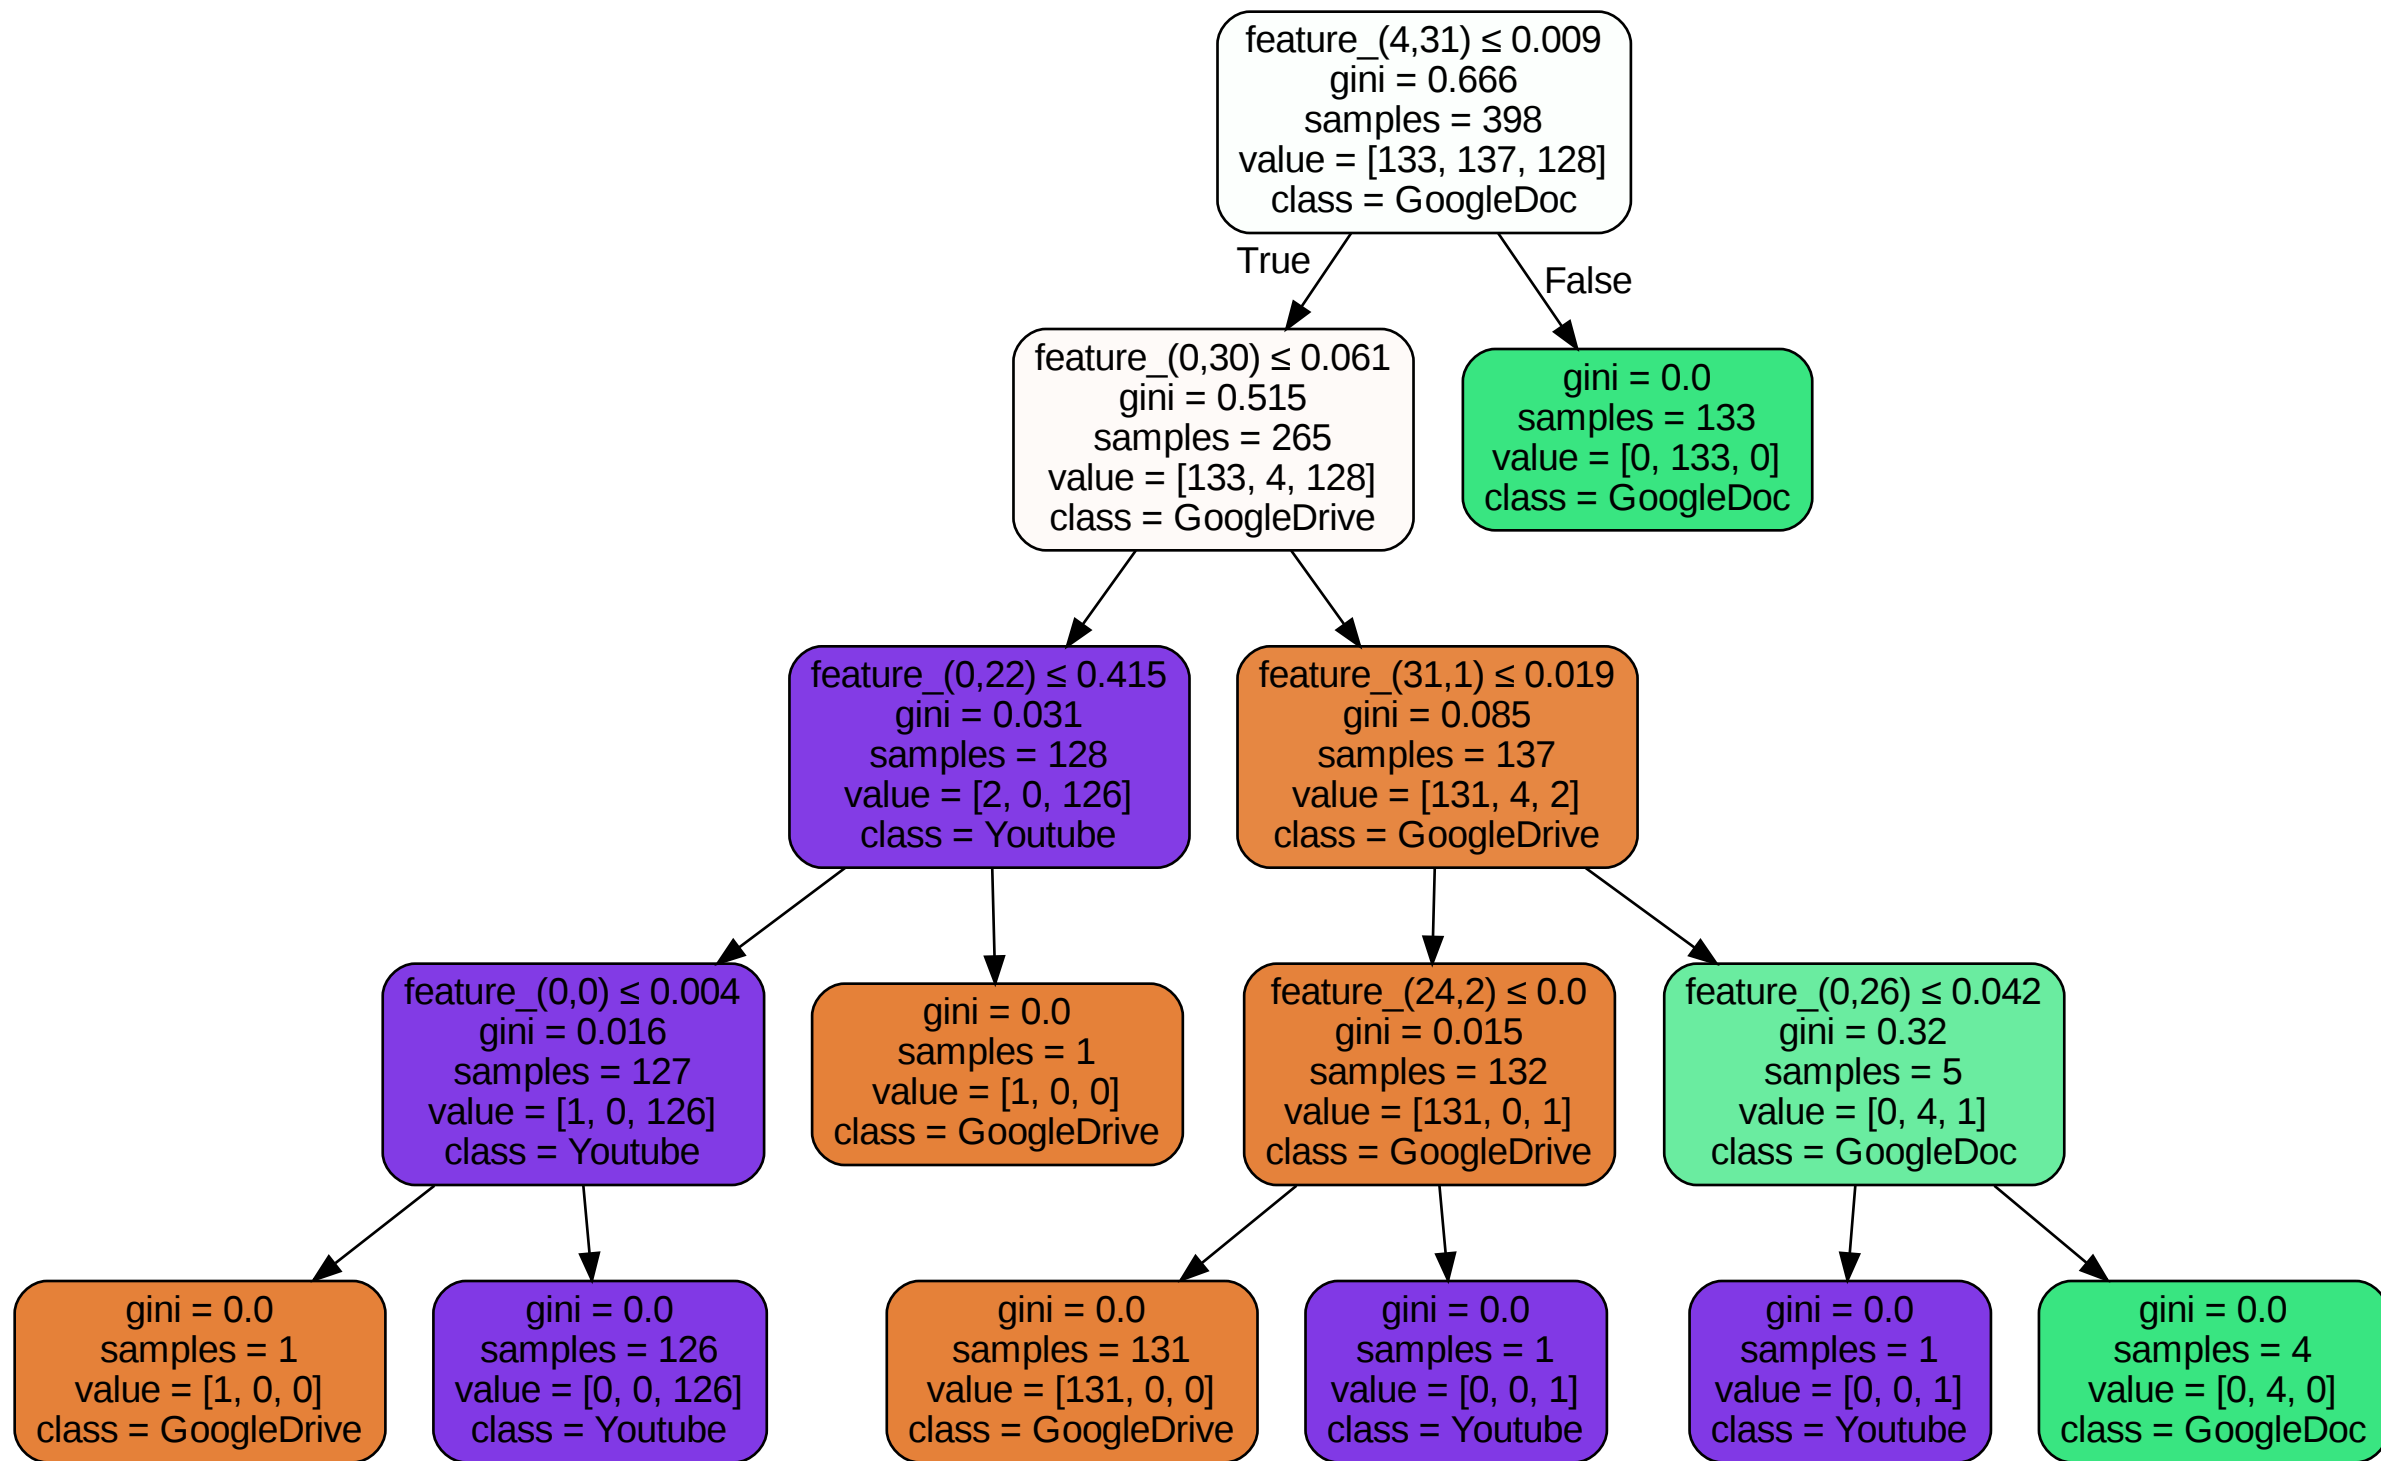 feature_(4,31) ≤ 0.009
gini = 0.666
samples = 398
value = [133, 137, 128]
class = GoogleDoc
True
False
feature_(0,30) ≤ 0.061
gini = 0.515
samples = 265
value = [133, 4, 128]
class = GoogleDrive
gini = 0.0
samples = 133
value = [0, 133, 0]
class = GoogleDoc
feature_(0,22) ≤ 0.415
gini = 0.031
samples = 128
value = [2, 0, 126]
class = Youtube
feature_(31,1) ≤ 0.019
gini = 0.085
samples = 137
value = [131, 4, 2]
class = GoogleDrive
feature_(0,0) ≤ 0.004
gini = 0.016
samples = 127
value = [1, 0, 126]
class = Youtube
gini = 0.0
samples = 1
value = [1, 0, 0]
class = GoogleDrive
feature_(24,2) ≤ 0.0
gini = 0.015
samples = 132
value = [131, 0, 1]
class = GoogleDrive
feature_(0,26) ≤ 0.042
gini = 0.32
samples = 5
value = [0, 4, 1]
class = GoogleDoc
gini = 0.0
samples = 1
value = [1, 0, 0]
class = GoogleDrive
gini = 0.0
samples = 126
value = [0, 0, 126]
class = Youtube
gini = 0.0
samples = 131
value = [131, 0, 0]
class = GoogleDrive
gini = 0.0
samples = 1
value = [0, 0, 1]
class = Youtube
gini = 0.0
samples = 1
value = [0, 0, 1]
class = Youtube
gini = 0.0
samples = 4
value = [0, 4, 0]
class = GoogleDoc